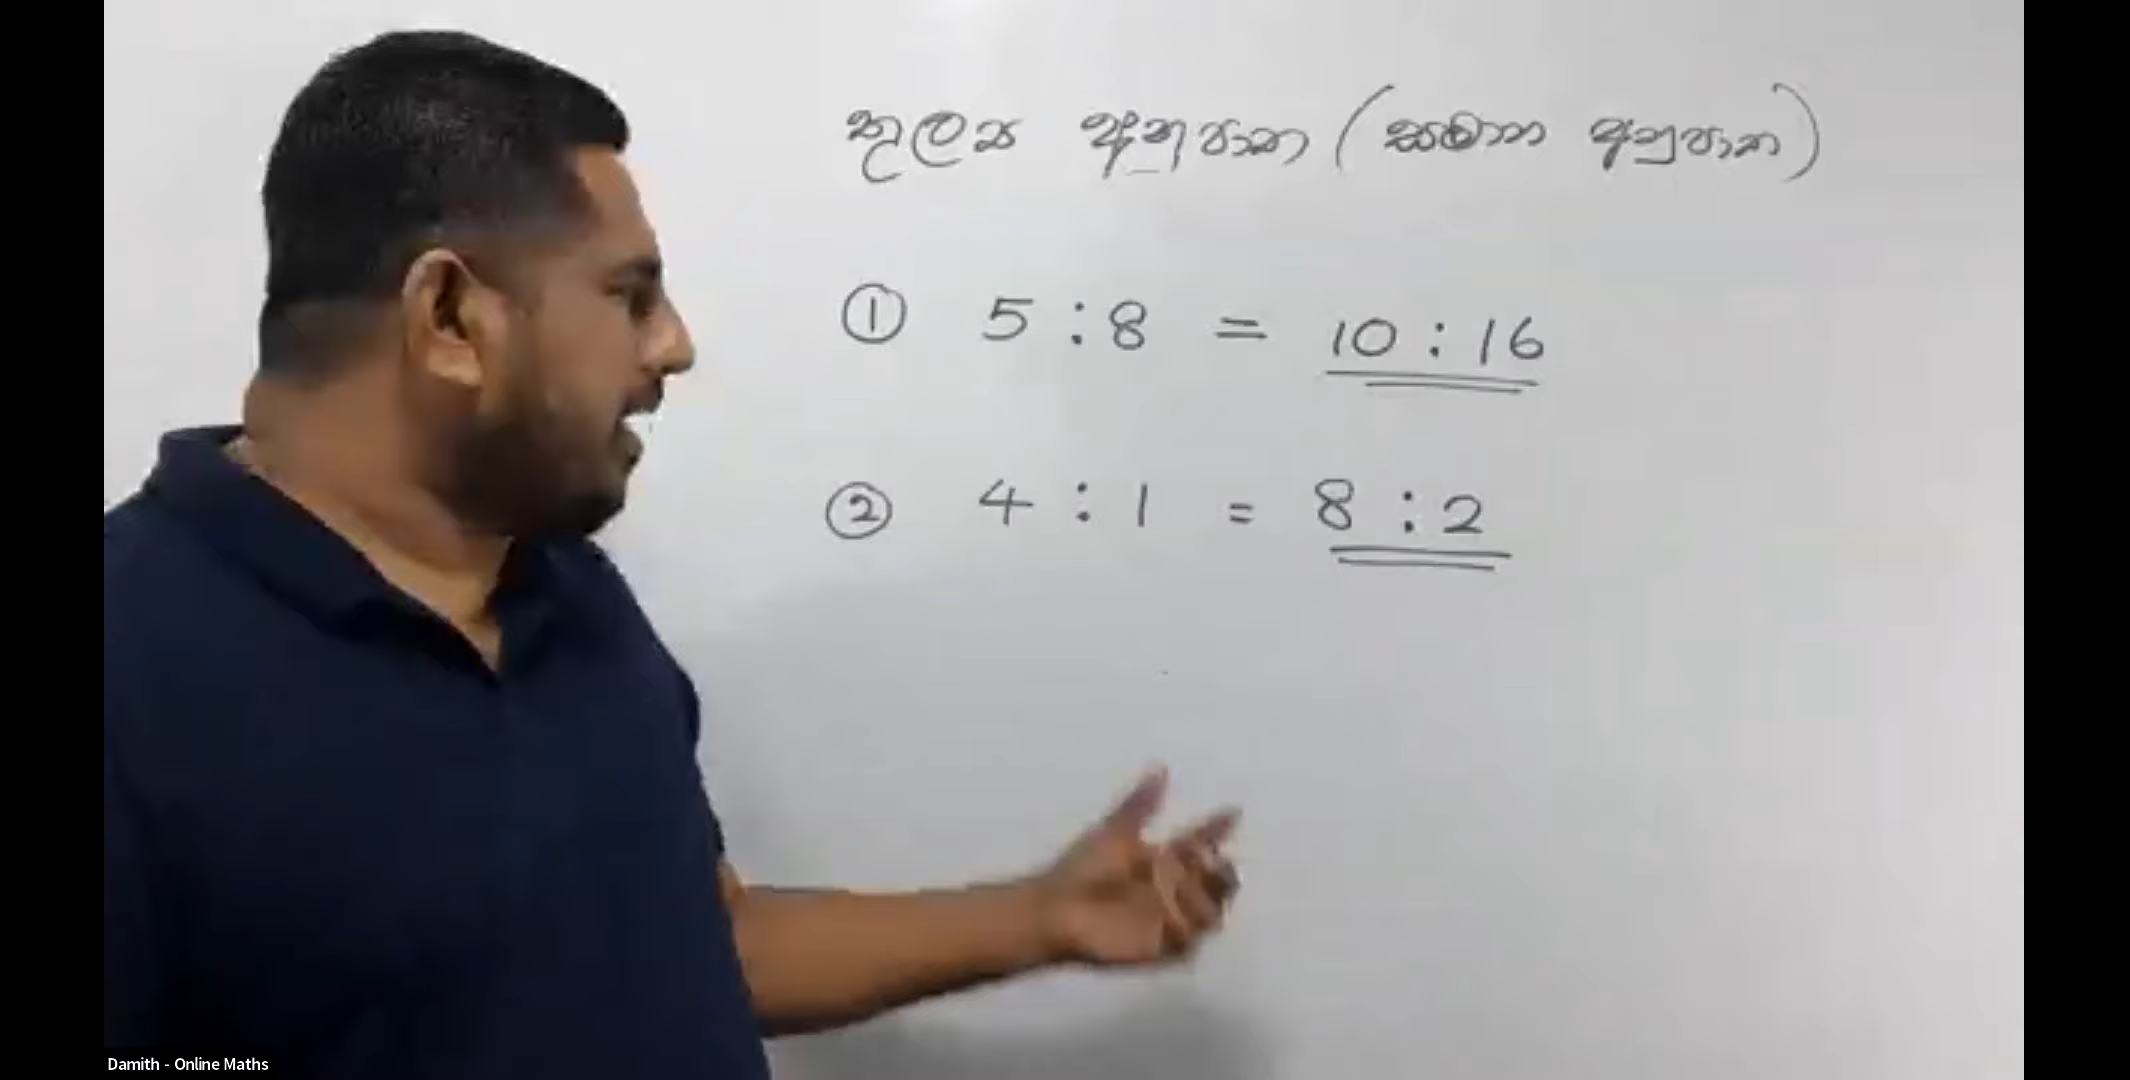 තුල්‍ය අනුපාත (සමාන අනුපාත)
① 5 : 8 = 10 : 16
② 4 : 1 = 8 : 2
Damith - Online Maths